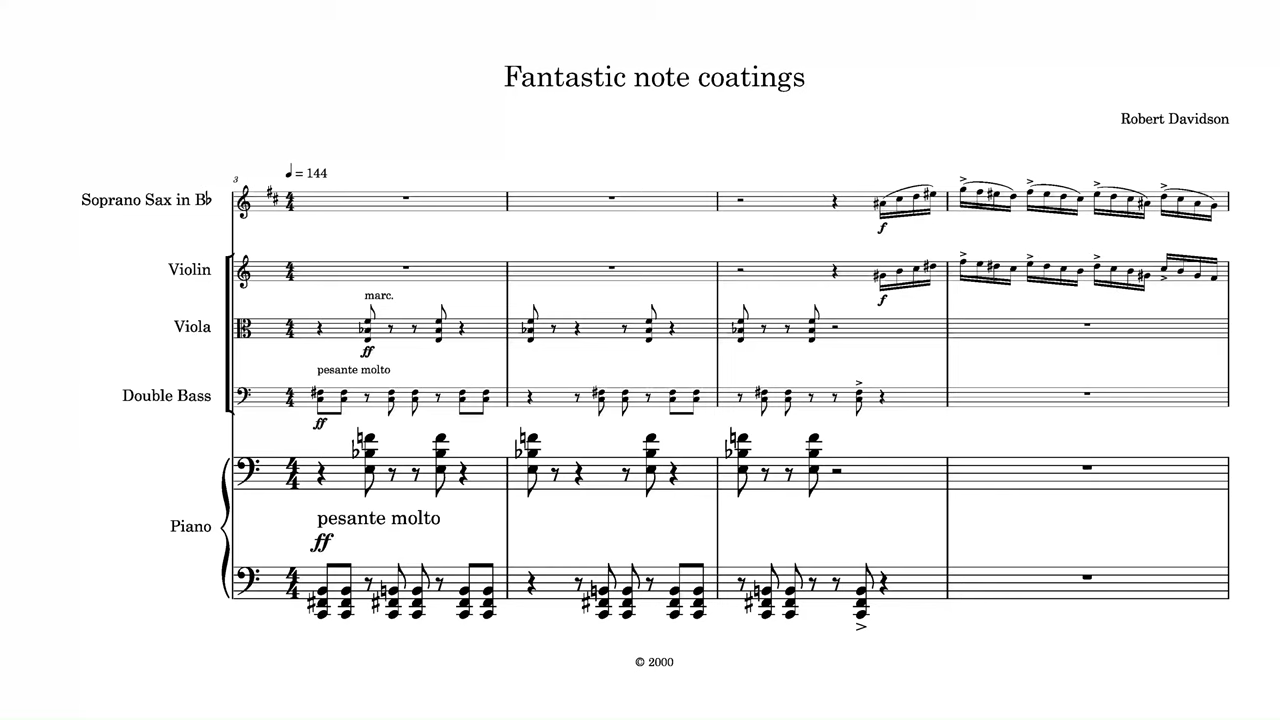 Fantastic note coatings
Robert Davidson
3
♩ = 144
Soprano Sax in B♭
f
Violin
f
marc.
Viola
ff
pesante molto
Double Bass
ff
pesante molto
Piano
ff
© 2000